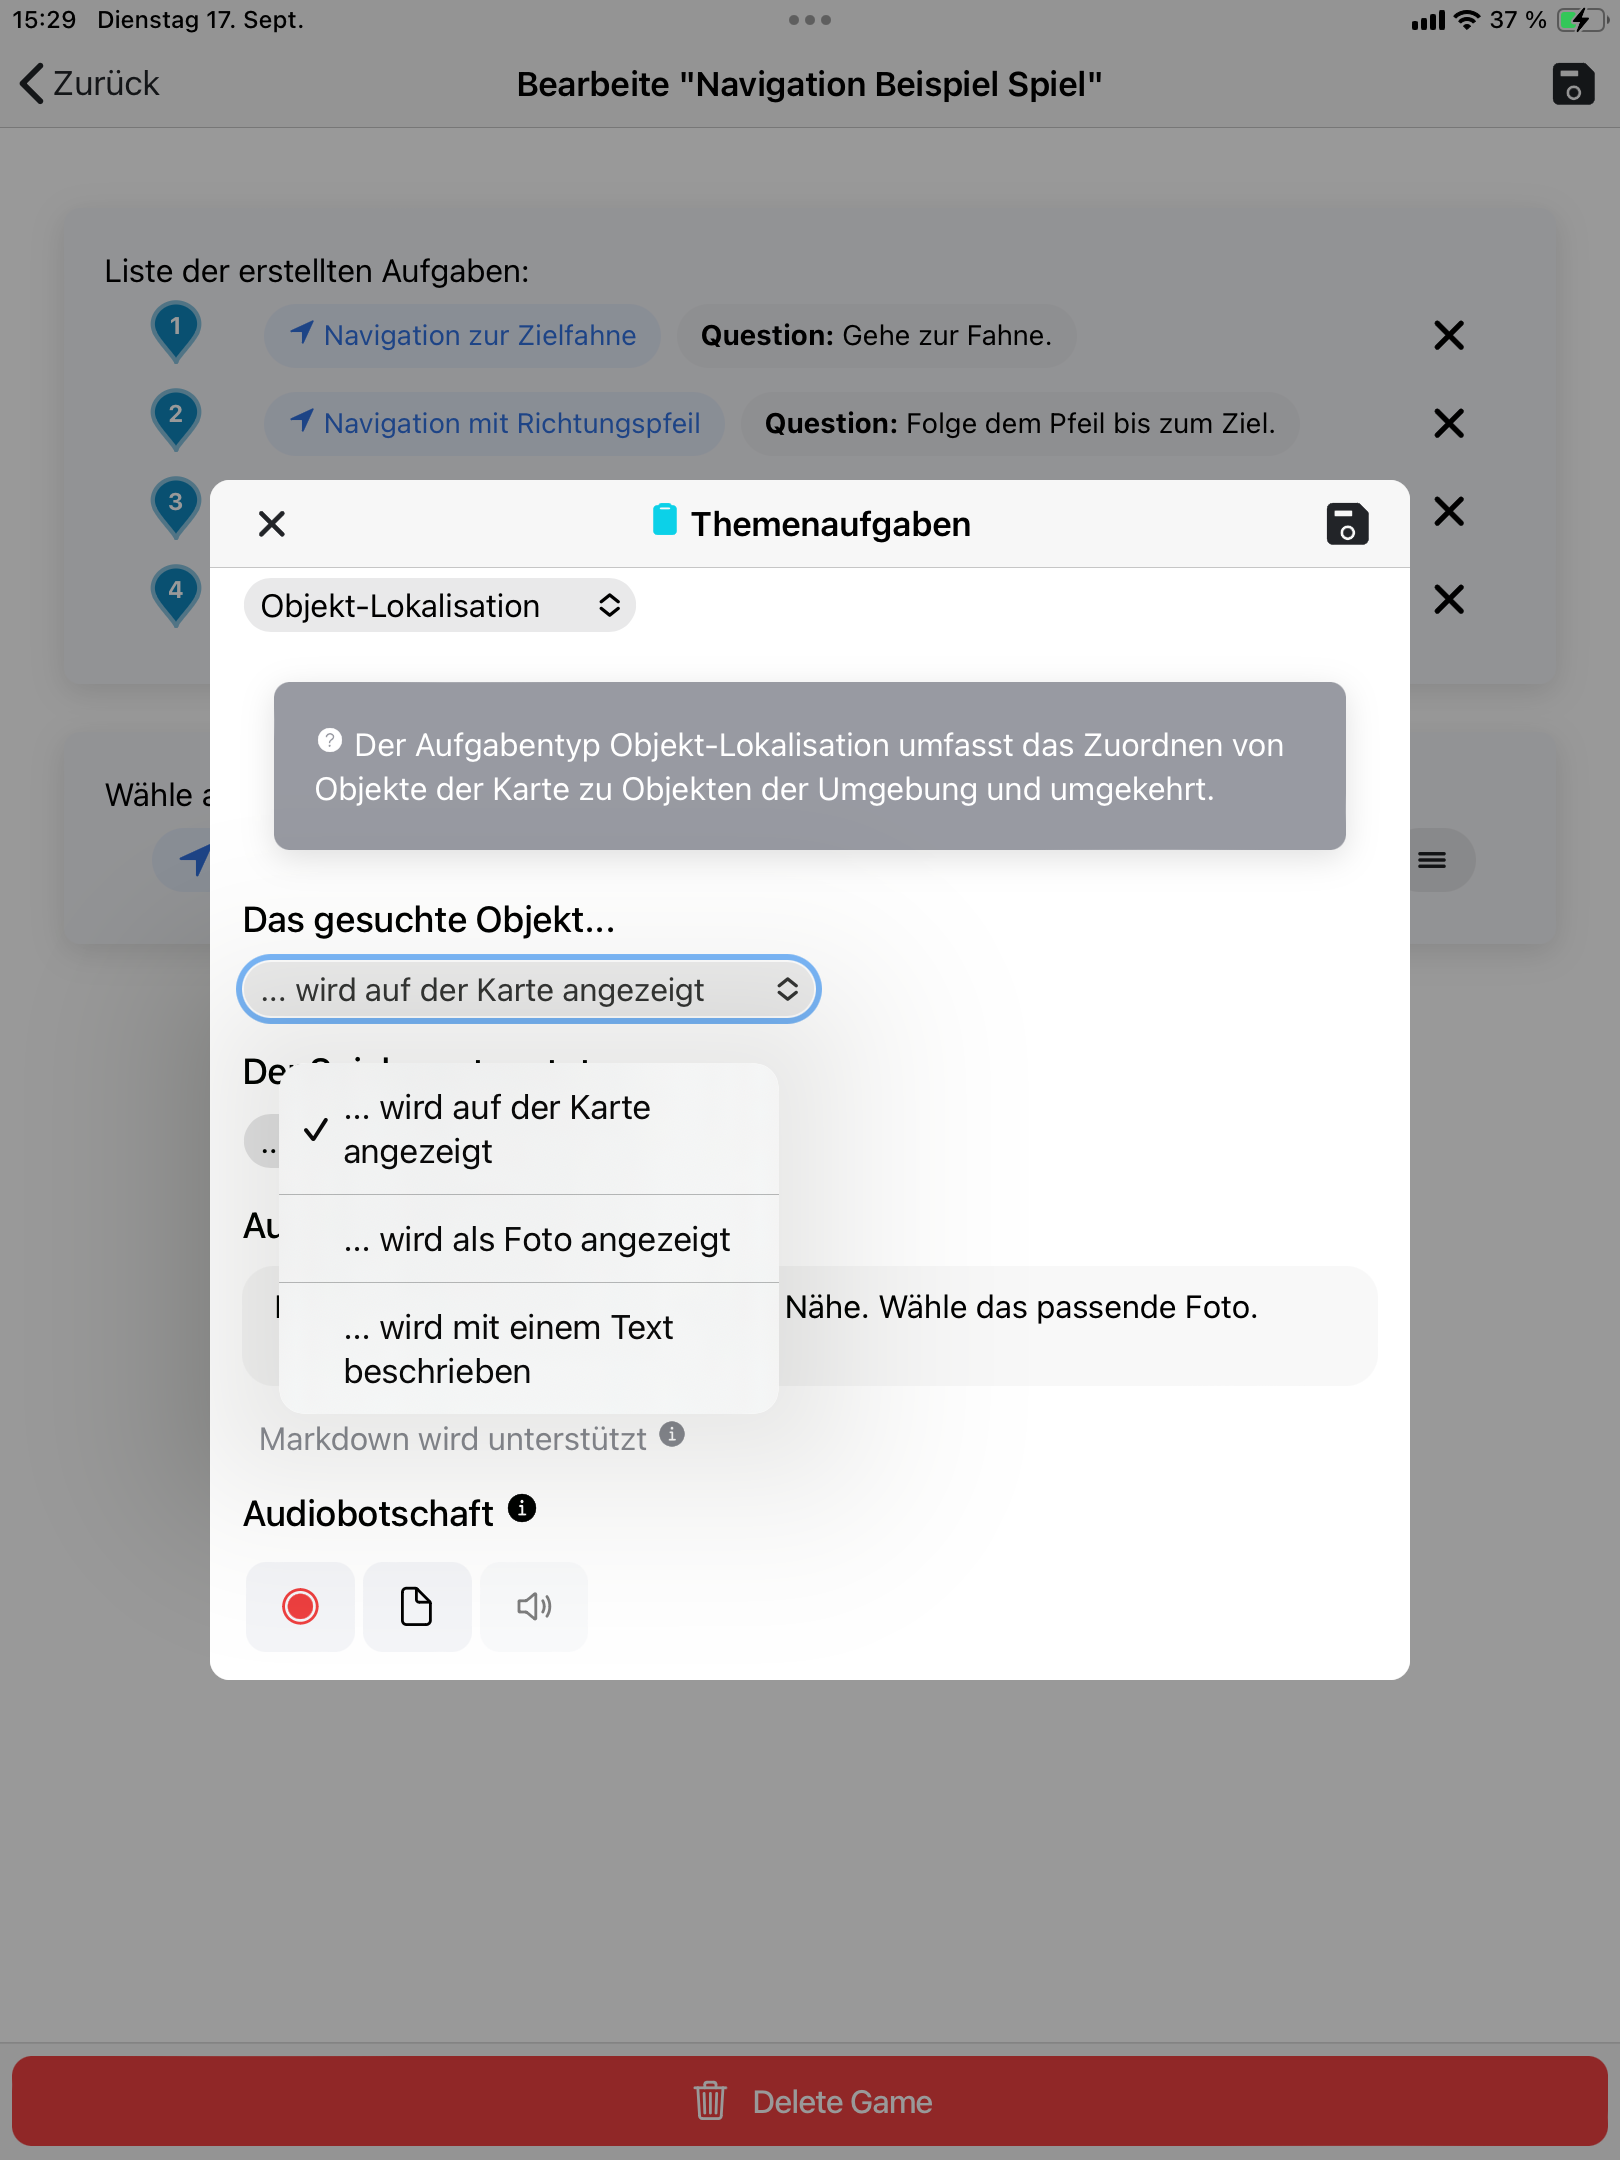 15:29 Dienstag 17. Sept. 37 %
Zurück Bearbeite "Navigation Beispiel Spiel"
Liste der erstellten Aufgaben:
1 Navigation zur Zielfahne Question: Gehe zur Fahne.
2 Navigation mit Richtungspfeil Question: Folge dem Pfeil bis zum Ziel.
3
4
Themenaufgaben
Objekt-Lokalisation
Der Aufgabentyp Objekt-Lokalisation umfasst das Zuordnen von
Objekte der Karte zu Objekten der Umgebung und umgekehrt.
Wähle
Das gesuchte Objekt...
... wird auf der Karte angezeigt
... wird auf der Karte
angezeigt
... wird als Foto angezeigt
... wird mit einem Text
beschrieben
Nähe. Wähle das passende Foto.
Markdown wird unterstützt
Audiobotschaft
Delete Game